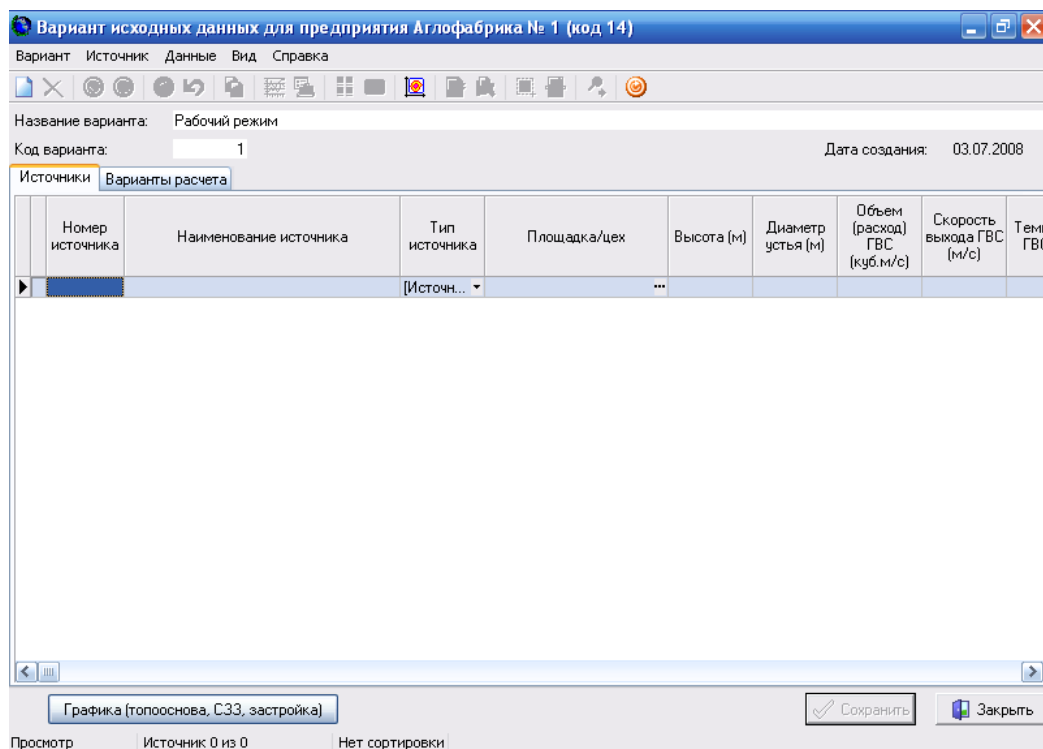 Вариант исходных данных для предприятия Аглофабрика № 1 (код 14)
Вариант Источник Данные Вид Справка
Название варианта: Рабочий режим
Код варианта: 1 Дата создания: 03.07.2008
Источники Варианты расчета
Номер источника Наименование источника Тип источника Площадка/цех Высота (м) Диаметр устья (м) Объем (расход) ГВС (куб.м/с) Скорость выхода ГВС (м/с)
[Источн... ...
Графика (топооснова, СЗЗ, застройка) Сохранить Закрыть
Просмотр Источник 0 из 0 Нет сортировки